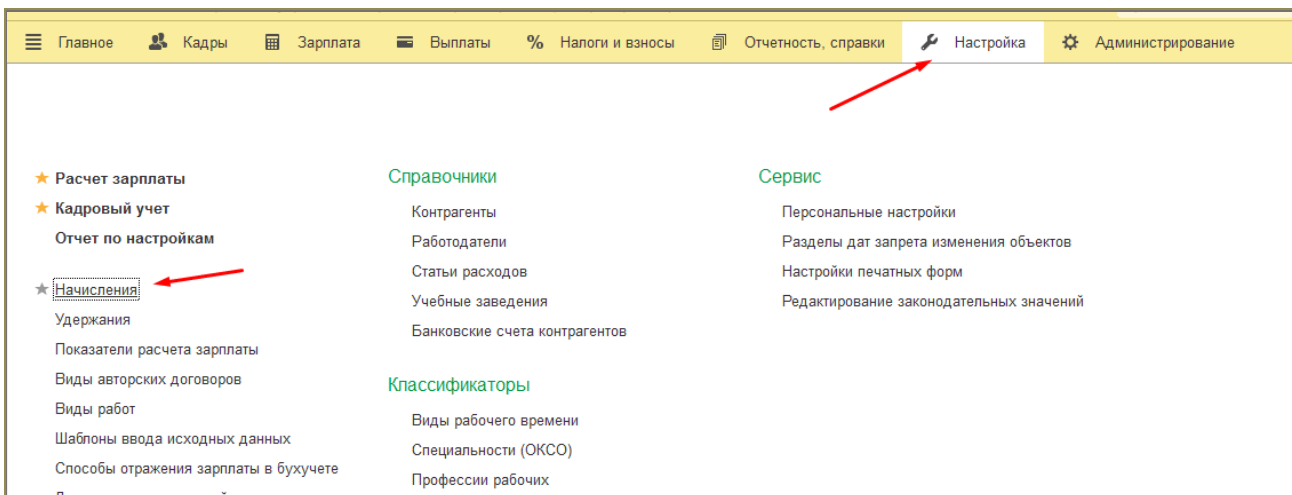 Главное Кадры Зарплата Выплаты % Налоги и взносы Отчетность, справки Настройка Администрирование
Расчет зарплаты
Кадровый учет
Отчет по настройкам
Начисления
Удержания
Показатели расчета зарплаты
Виды авторских договоров
Виды работ
Шаблоны ввода исходных данных
Способы отражения зарплаты в бухучете
Справочники
Контрагенты
Работодатели
Статьи расходов
Учебные заведения
Банковские счета контрагентов
Классификаторы
Виды рабочего времени
Специальности (ОКСО)
Профессии рабочих
Сервис
Персональные настройки
Разделы дат запрета изменения объектов
Настройки печатных форм
Редактирование законодательных значений